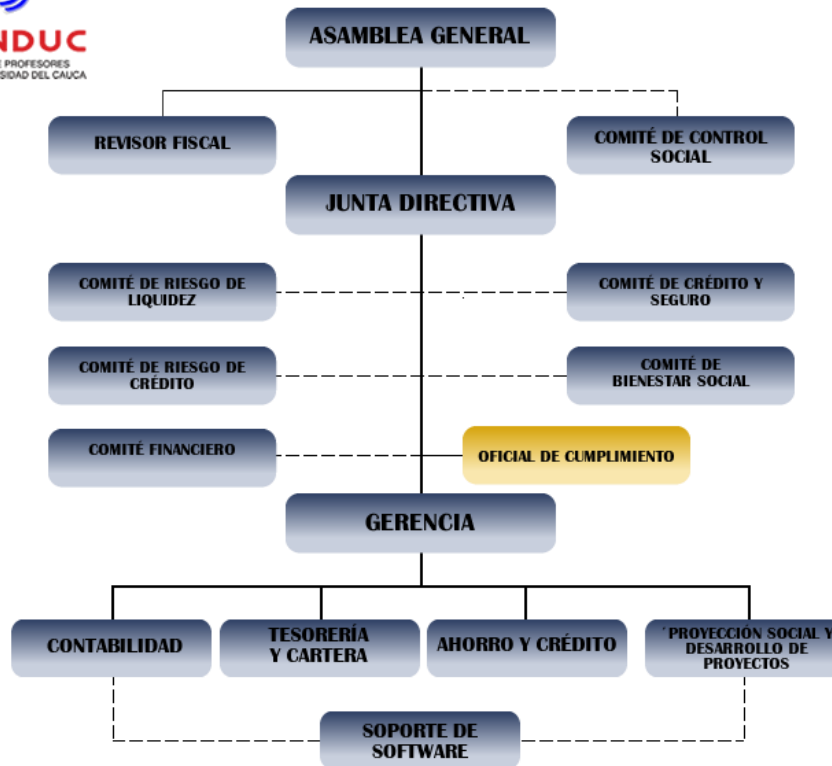 ASAMBLEA GENERAL
NDUC
PROFESORES
SIDAD DEL CAUCA
REVISOR FISCAL
COMITÉ DE CONTROL
SOCIAL
JUNTA DIRECTIVA
COMITÉ DE RIESGO DE
LIQUIDEZ
COMITÉ DE CRÉDITO Y
SEGURO
COMITÉ DE RIESGO DE
CRÉDITO
COMITÉ DE
BIENESTAR SOCIAL
COMITÉ FINANCIERO
OFICIAL DE CUMPLIMIENTO
GERENCIA
CONTABILIDAD
TESORERÍA
Y CARTERA
AHORRO Y CRÉDITO
PROYECCIÓN SOCIAL Y
DESARROLLO DE
PROYECTOS
SOPORTE DE
SOFTWARE